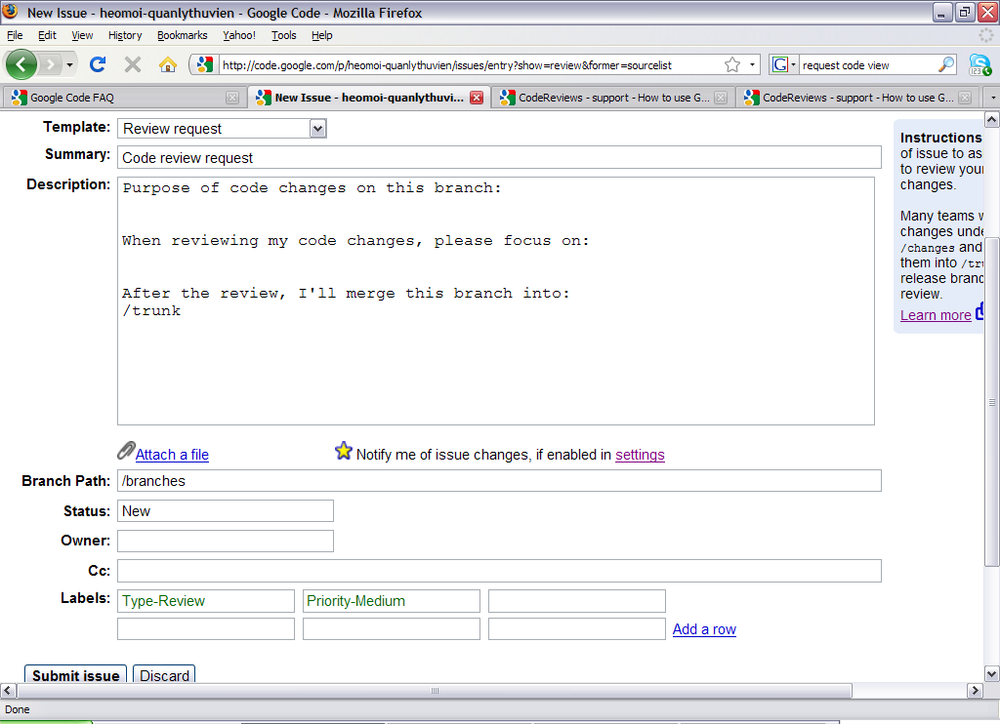 New Issue - heomoi-quanlythuvien - Google Code - Mozilla Firefox
File Edit View History Bookmarks Yahoo! Tools Help
http://code.google.com/p/heomoi-quanlythuvien/issues/entry?show=review&former=sourcelist
G request code view
Google Code FAQ
New Issue - heomoi-quanlythuvi...
CodeReviews - support - How to use G...
CodeReviews - support - How to use G...
Template: Review request
Summary: Code review request
Description: Purpose of code changes on this branch:
When reviewing my code changes, please focus on:
After the review, I'll merge this branch into:
/trunk
Attach a file
Notify me of issue changes, if enabled in settings
Branch Path: /branches
Status: New
Owner:
Cc:
Labels: Type-Review Priority-Medium
Add a row
Submit issue Discard
Instructions
of issue to as
to review you
changes.
Many teams
changes unde
/changes and
them into /tru
release branc
review.
Learn more
Done